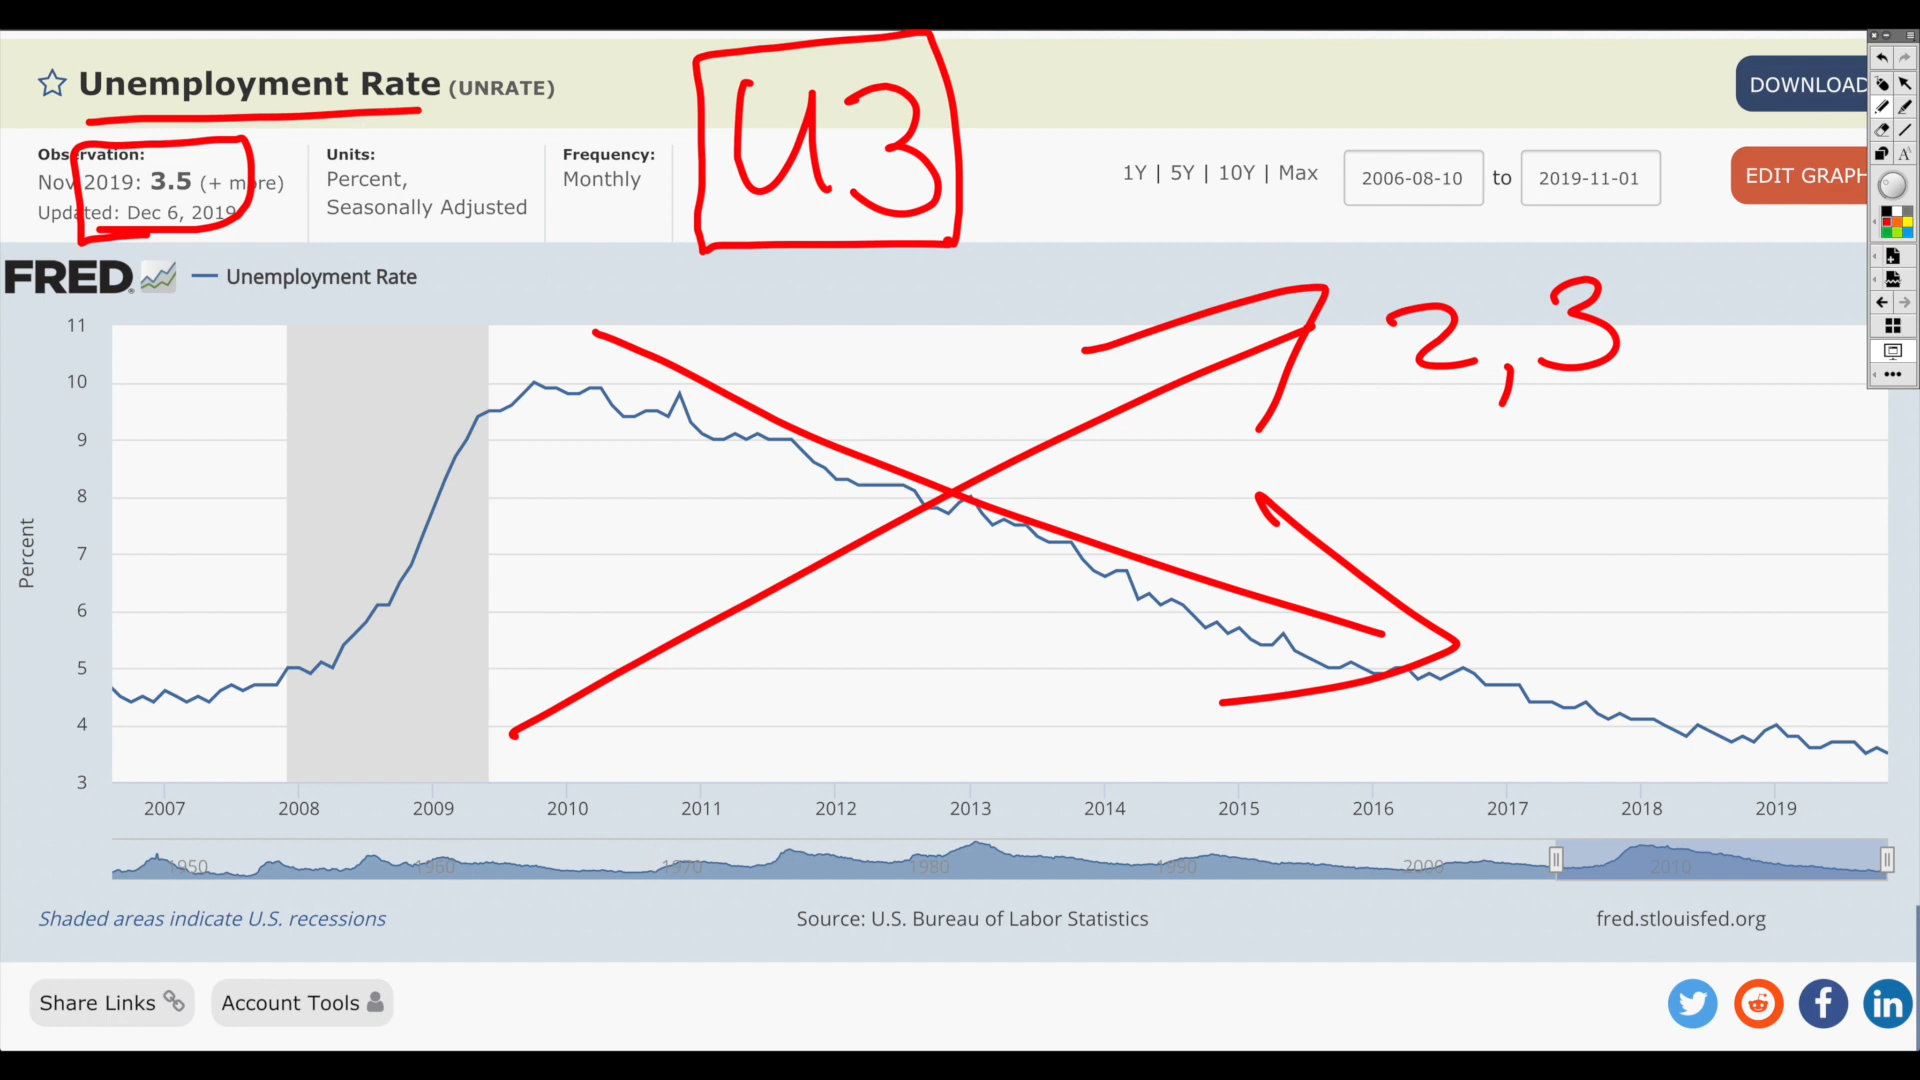 Unemployment Rate (UNRATE)
U3
DOWNLOAD
Observation:
Nov 2019: 3.5 (+ more)
Updated: Dec 6, 2019
Units:
Percent,
Seasonally Adjusted
Frequency:
Monthly
1Y | 5Y | 10Y | Max
2006-08-10 to 2019-11-01
EDIT GRAPH
FRED
Unemployment Rate
2,3
11
10
9
8
7
6
5
4
3
Percent
2007 2008 2009 2010 2011 2012 2013 2014 2015 2016 2017 2018 2019
1950 1960 1970 1980 1990 2000 2010
Shaded areas indicate U.S. recessions
Source: U.S. Bureau of Labor Statistics
fred.stlouisfed.org
Share Links
Account Tools
f
in
A